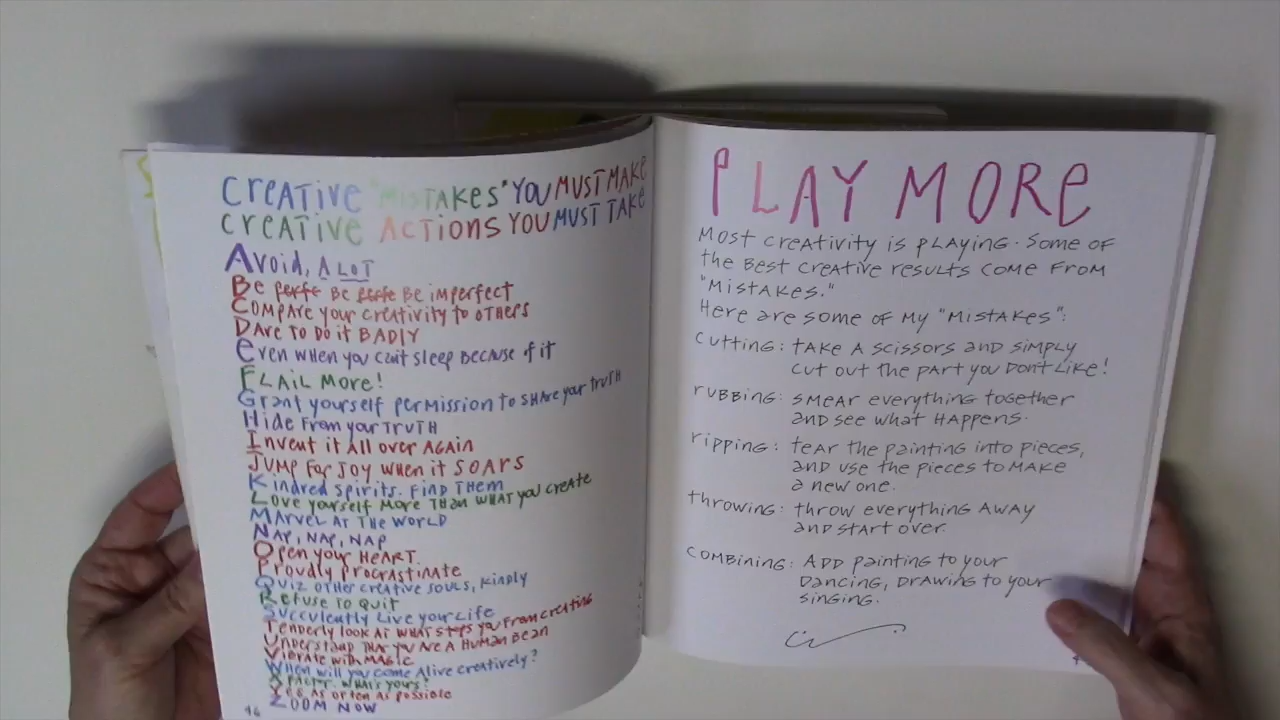 CREATIVE "MISTAKES" YOU MUST MAKE
CREATIVE ACTIONS YOU MUST TAKE
Avoid, A LOT
Be perfe Be perfe Be imperfect
Compare your creativity to others
Dare to do it BADLY
Even when you can't sleep because of it
FLAIL More!
Grant yourself permission to share your truth
Hide from your TRUTH
Invent it All over AGAIN
Jump for joy when it SOARS
Kindred spirits. Find them
Love yourself more than what you create
Marvel at the world
Nap, Nap, Nap
Open your HEART.
Proudly procrastinate
Quiz other creative souls, kindly
Refuse to quit
Succulently Live your Life
Tenderly look at what stops you from creating
Understand that you are a Human Bean
Vibrate with MAGIC
When will you come Alive creatively?
X Factor. What's yours?
Yes as often as possible
ZOOM NOW
46
PLAY MORE
Most creativity is playing. Some of
the best creative results come from
"Mistakes."
Here are some of my "Mistakes":
cutting: take a scissors and simply
cut out the part you don't like!
rubbing: smear everything together
and see what happens.
ripping: tear the painting into pieces,
and use the pieces to make
a new one.
throwing: throw everything away
and start over.
combining: Add painting to your
Dancing, drawing to your
singing.